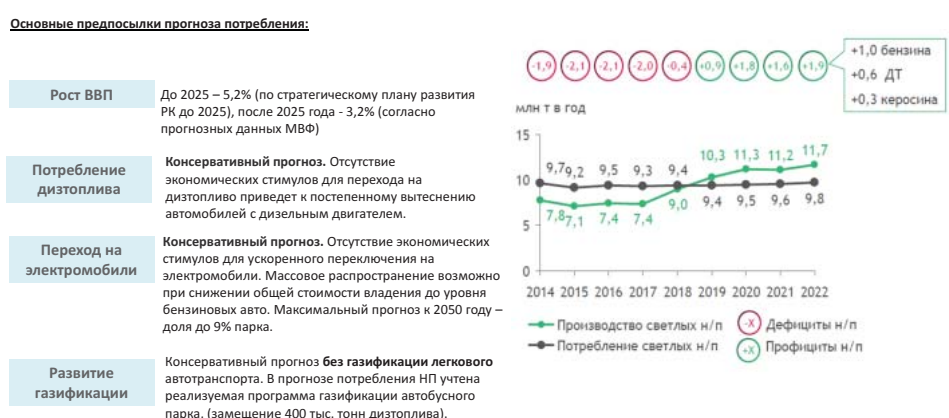 Основные предпосылки прогноза потребления:
Рост ВВП
До 2025 – 5,2% (по стратегическому плану развития
РК до 2025), после 2025 года - 3,2% (согласно
прогнозных данных МВФ)
Потребление
дизтоплива
Консервативный прогноз. Отсутствие
экономических стимулов для перехода на
дизтопливо приведет к постепенному вытеснению
автомобилей с дизельным двигателем.
Переход на
электромобили
Консервативный прогноз. Отсутствие экономических
стимулов для ускоренного переключения на
электромобили. Массовое распространение возможно
при снижении общей стоимости владения до уровня
бензиновых авто. Максимальный прогноз к 2050 году –
доля до 9% парка.
Развитие
газификации
Консервативный прогноз без газификации легкового
автотранспорта. В прогнозе потребления НП учтена
реализуемая программа газификации автобусного
парка. (замещение 400 тыс. тонн дизтоплива).
-1,9 -2,1 -2,1 -2,0 -0,4 +0,9 +1,8 +1,6 +1,9
+1,0 бензина
+0,6 ДТ
+0,3 керосина
млн т в год
15
10
5
0
9,7 9,2 9,5 9,3 9,4 10,3 11,3 11,2 11,7
7,8 7,1 7,4 7,4 9,0 9,4 9,5 9,6 9,8
2014 2015 2016 2017 2018 2019 2020 2021 2022
Производство светлых н/п
-X Дефициты н/п
Потребление светлых н/п
+X Профициты н/п